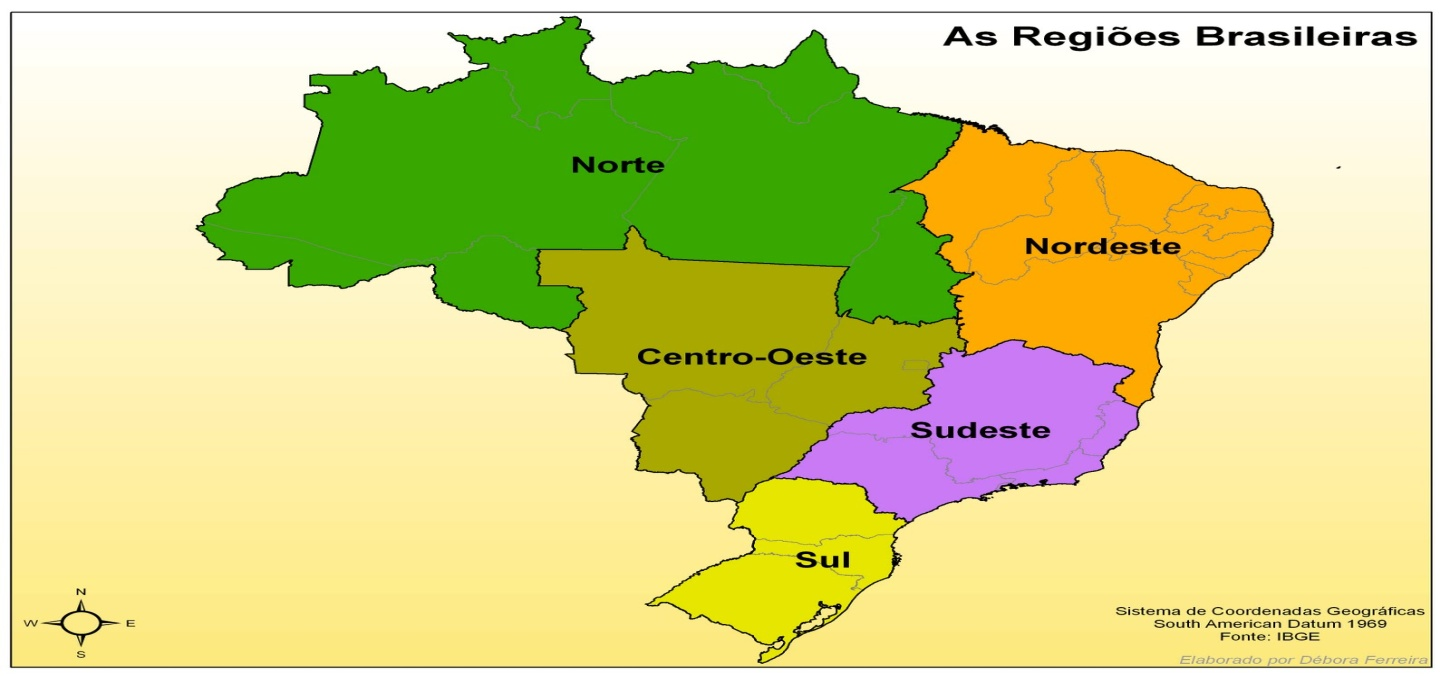 As Regiões Brasileiras
Norte
Nordeste
Centro-Oeste
Sudeste
Sul
N
W
E
S
Sistema de Coordenadas Geográficas
South American Datum 1969
Fonte: IBGE
Elaborado por Débora Ferreira